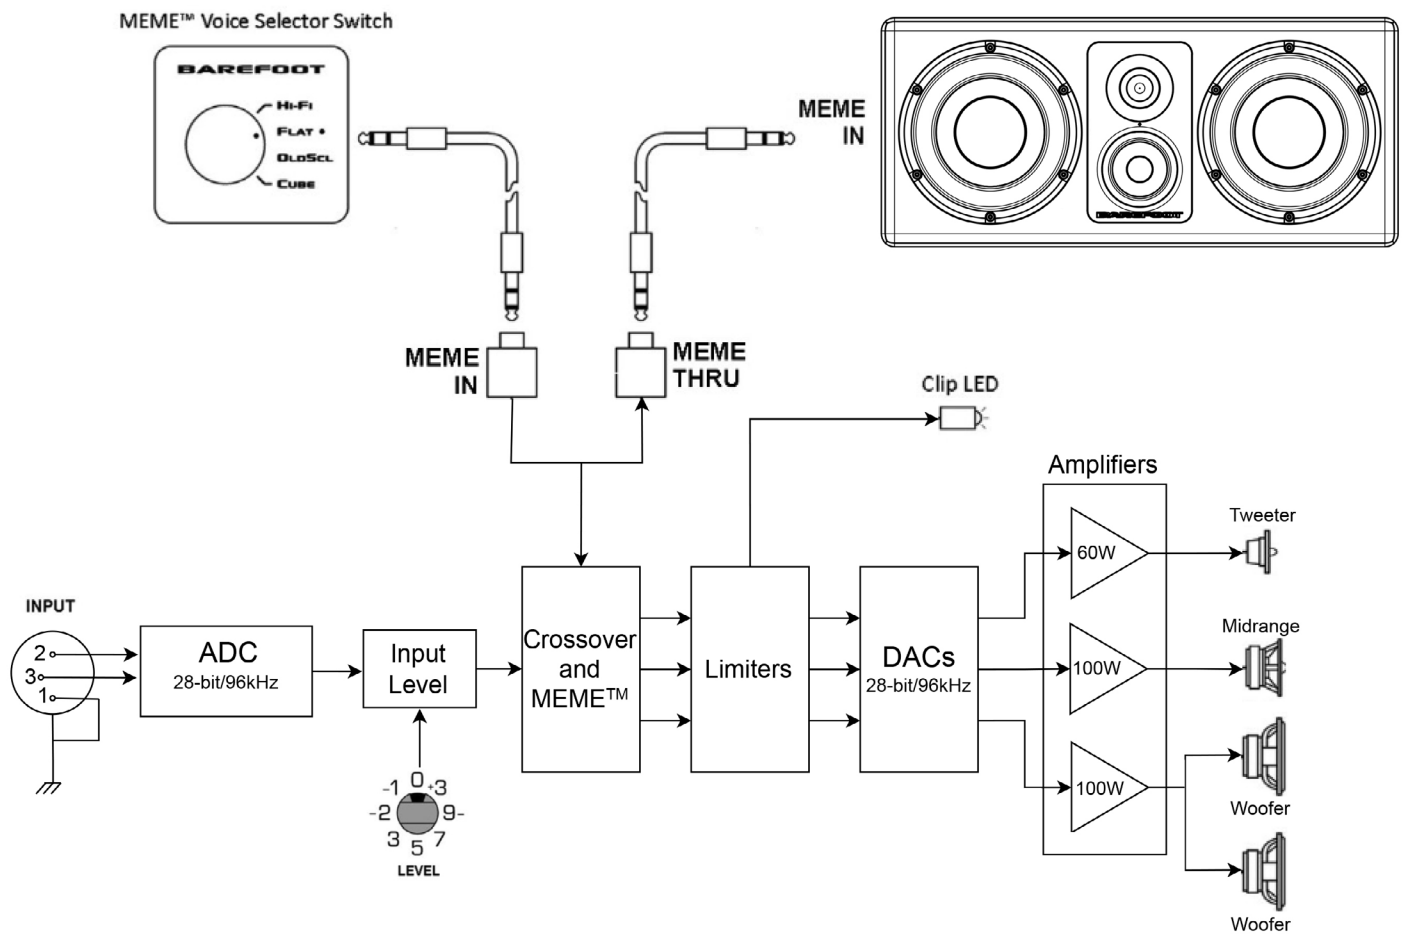 MEME™ Voice Selector Switch
BAREFOOT
HI-FI
FLAT •
OLDSCL
CUBE
MEME
IN
BAREFOOT
MEME
IN
MEME
THRU
Clip LED
Amplifiers
60W
100W
100W
Tweeter
Midrange
Woofer
Woofer
INPUT
2
3
1
ADC
28-bit/96kHz
Input
Level
Crossover
and
MEME™
Limiters
DACs
28-bit/96kHz
0
-1 +3
-2 9-
3 7
5
LEVEL